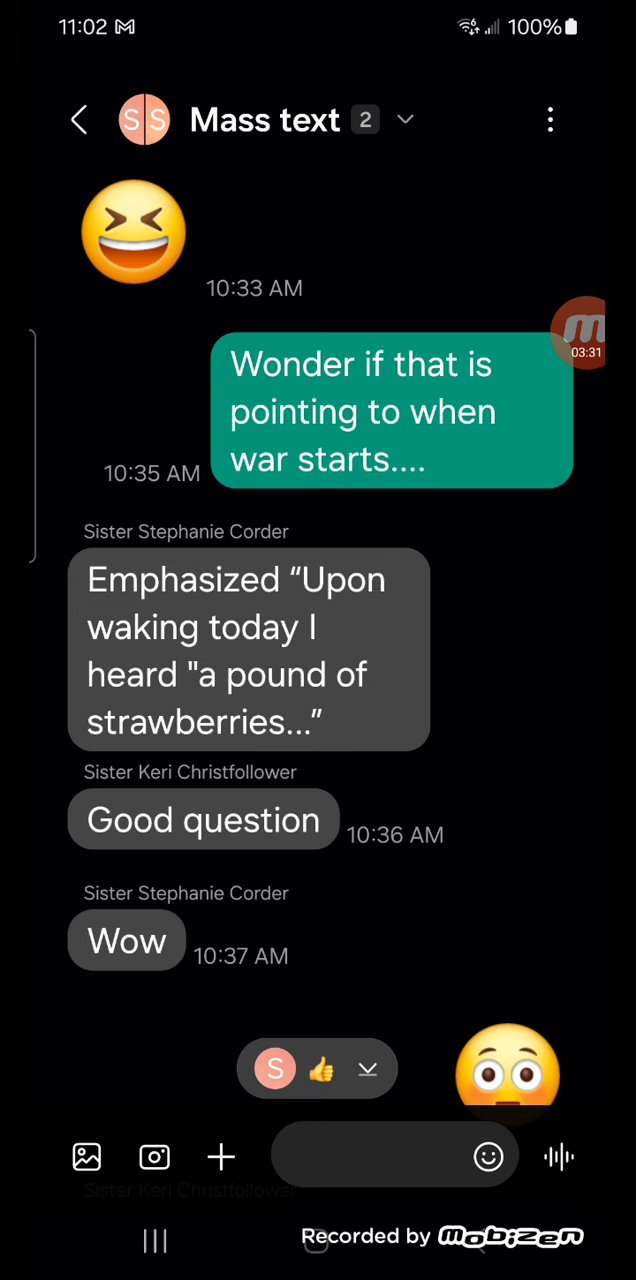 11:02
100%
SS
Mass text 2
10:33 AM
03:31
Wonder if that is
pointing to when
war starts....
10:35 AM
Sister Stephanie Corder
Emphasized “Upon
waking today I
heard "a pound of
strawberries...”
Sister Keri Christfollower
Good question
10:36 AM
Sister Stephanie Corder
Wow
10:37 AM
S
Sister Keri Christfollower
Recorded by mobizen